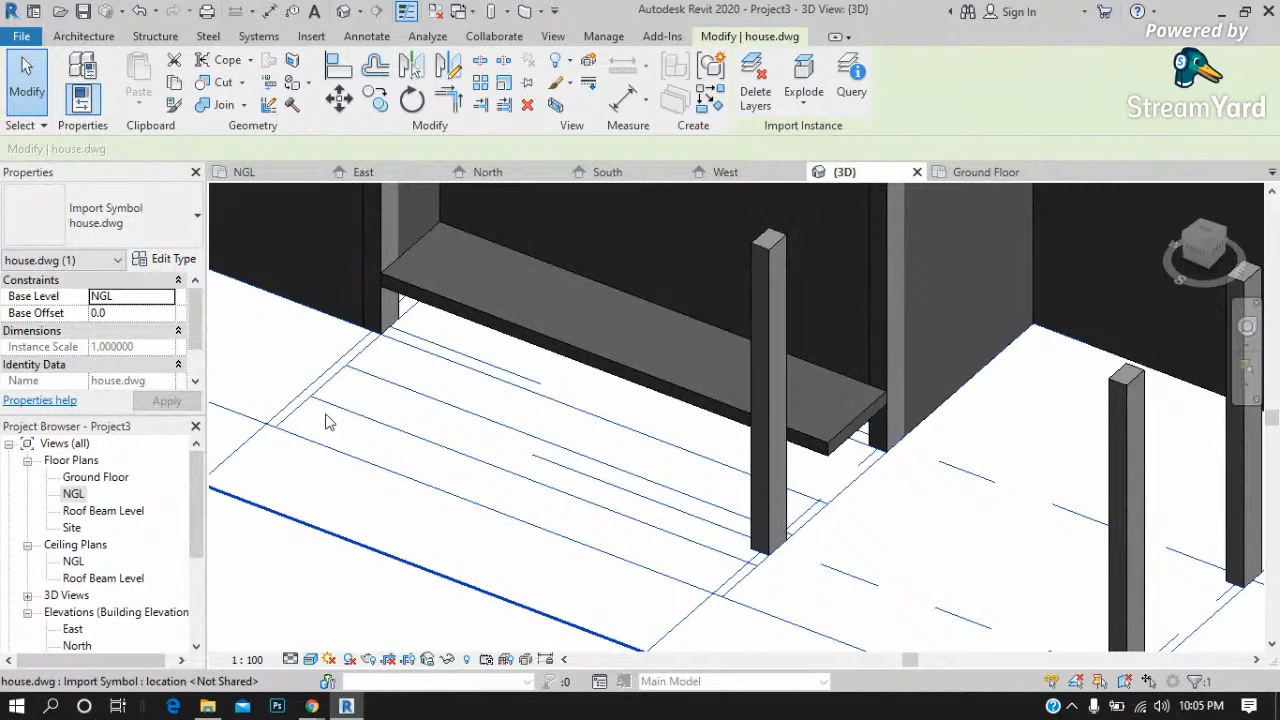 Autodesk Revit 2020 - Project3 - 3D View: {3D}
Sign In
File
Architecture
Structure
Steel
Systems
Insert
Annotate
Analyze
Collaborate
View
Manage
Add-Ins
Modify | house.dwg
Powered by
StreamYard
Modify
Paste
Cope
Cut
Join
Delete
Layers
Explode
Query
Select
Properties
Clipboard
Geometry
Modify
View
Measure
Create
Import Instance
Modify | house.dwg
Properties
NGL
East
North
South
West
{3D}
Ground Floor
Import Symbol
house.dwg
house.dwg (1)
Edit Type
Constraints
Base Level
NGL
Base Offset
0.0
Dimensions
Instance Scale
1.000000
Identity Data
Name
house.dwg
Properties help
Apply
Project Browser - Project3
Views (all)
Floor Plans
Ground Floor
NGL
Roof Beam Level
Site
Ceiling Plans
NGL
Roof Beam Level
3D Views
Elevations (Building Elevation
East
North
1 : 100
house.dwg : Import Symbol : location <Not Shared>
:0
Main Model
:1
10:05 PM